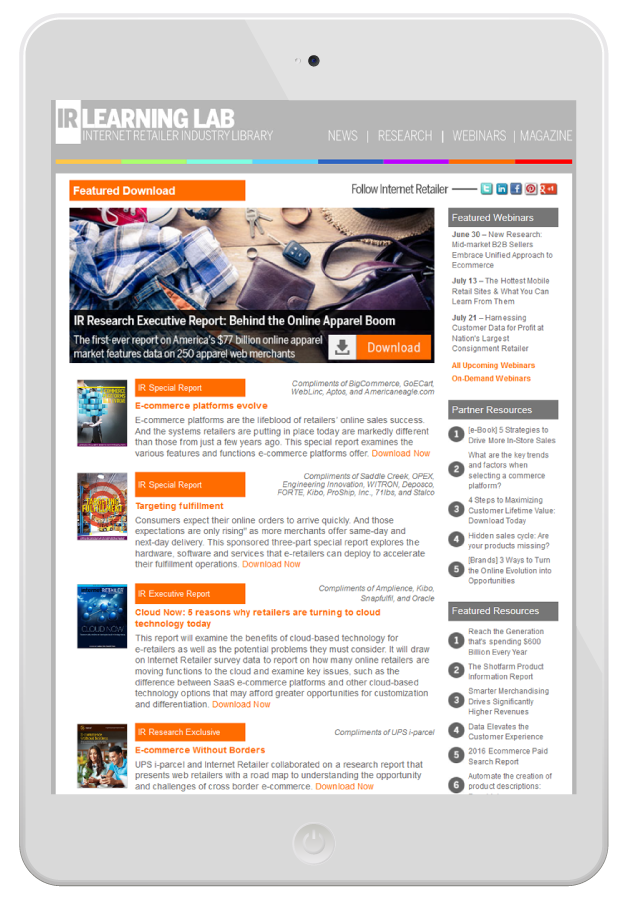 IR LEARNING LAB
INTERNET RETAILER INDUSTRY LIBRARY
NEWS | RESEARCH | WEBINARS | MAGAZINE
Featured Download
Follow Internet Retailer
IR Research Executive Report: Behind the Online Apparel Boom
The first-ever report on America's $77 billion online apparel
market features data on 250 apparel web merchants
Download
IR Special Report
Compliments of BigCommerce, GoECart,
WebLinc, Aptos, and Americaneagle.com
E-commerce platforms evolve
E-commerce platforms are the lifeblood of retailers' online sales success.
And the systems retailers are putting in place today are markedly different
than those from just a few years ago. This special report examines the
various features and functions e-commerce platforms offer. Download Now
IR Special Report
Compliments of Saddle Creek, OPEX,
Engineering Innovation, WITRON, Deposco,
FORTE, Kibo, ProShip, Inc., 71lbs, and Stalco
Targeting fulfillment
Consumers expect their online orders to arrive quickly. And those
expectations are only rising" as more merchants offer same-day and
next-day delivery. This sponsored three-part special report explores the
hardware, software and services that e-retailers can deploy to accelerate
their fulfillment operations. Download Now
IR Executive Report
Compliments of Amplience, Kibo,
Snapfulfil, and Oracle
CLOUD NOW
Cloud Now: 5 reasons why retailers are turning to cloud
technology today
This report will examine the benefits of cloud-based technology for
e-retailers as well as the potential problems they must consider. It will draw
on Internet Retailer survey data to report on how many online retailers are
moving functions to the cloud and examine key issues, such as the
difference between SaaS e-commerce platforms and other cloud-based
technology options that may afford greater opportunities for customization
and differentiation. Download Now
IR Research Exclusive
Compliments of UPS i-parcel
E-commerce Without Borders
UPS i-parcel and Internet Retailer collaborated on a research report that
presents web retailers with a road map to understanding the opportunity
and challenges of cross border e-commerce. Download Now
Featured Webinars
June 30 – New Research:
Mid-market B2B Sellers
Embrace Unified Approach to
Ecommerce
July 13 – The Hottest Mobile
Retail Sites & What You Can
Learn From Them
July 21 – Harnessing
Customer Data for Profit at
Nation's Largest
Consignment Retailer
All Upcoming Webinars
On-Demand Webinars
Partner Resources
1 [e-Book] 5 Strategies to
Drive More In-Store Sales
2 What are the key trends
and factors when
selecting a commerce
platform?
3 4 Steps to Maximizing
Customer Lifetime Value:
Download Today
4 Hidden sales cycle: Are
your products missing?
5 [Brands] 3 Ways to Turn
the Online Evolution into
Opportunities
Featured Resources
1 Reach the Generation
that's spending $600
Billion Every Year
2 The Shotfarm Product
Information Report
3 Smarter Merchandising
Drives Significantly
Higher Revenues
4 Data Elevates the
Customer Experience
5 2016 Ecommerce Paid
Search Report
6 Automate the creation of
product descriptions: